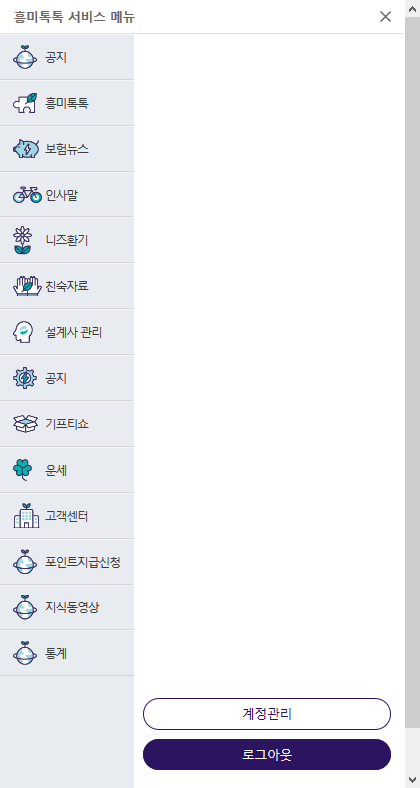 흥미톡톡 서비스 메뉴
공지
흥미톡톡
보험뉴스
인사말
니즈환기
친숙자료
설계사 관리
공지
기프티쇼
운세
고객센터
포인트지급신청
지식동영상
통계
계정관리
로그아웃